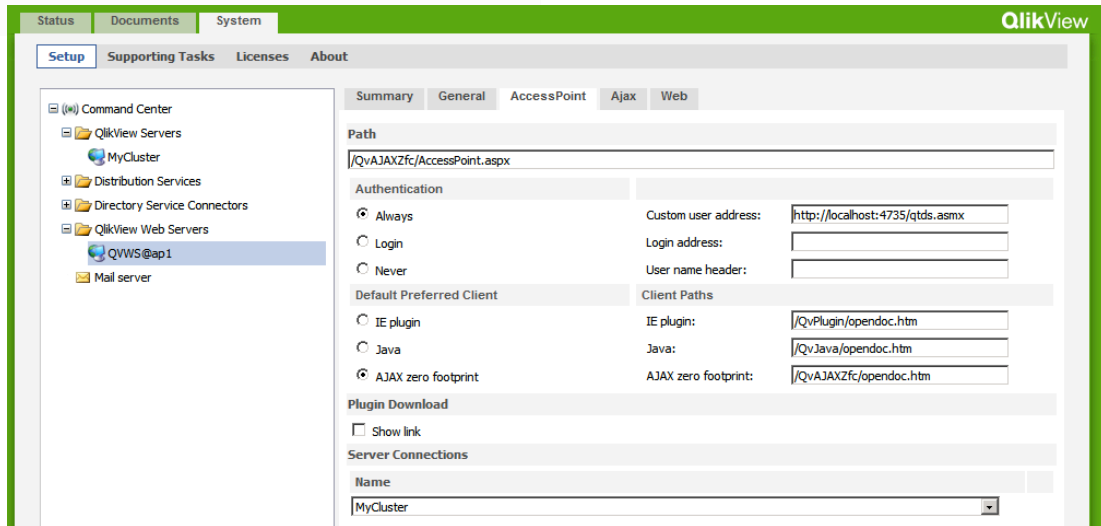 Status Documents System QlikView
Setup Supporting Tasks Licenses About
Summary General AccessPoint Ajax Web
Command Center
QlikView Servers
MyCluster
Distribution Services
Directory Service Connectors
QlikView Web Servers
QVWS@ap1
Mail server
Path
/QvAJAXZfc/AccessPoint.aspx
Authentication
Always Custom user address: http://localhost:4735/qtds.asmx
Login Login address:
Never User name header:
Default Preferred Client Client Paths
IE plugin IE plugin: /QvPlugin/opendoc.htm
Java Java: /QvJava/opendoc.htm
AJAX zero footprint AJAX zero footprint: /QvAJAXZfc/opendoc.htm
Plugin Download
Show link
Server Connections
Name
MyCluster